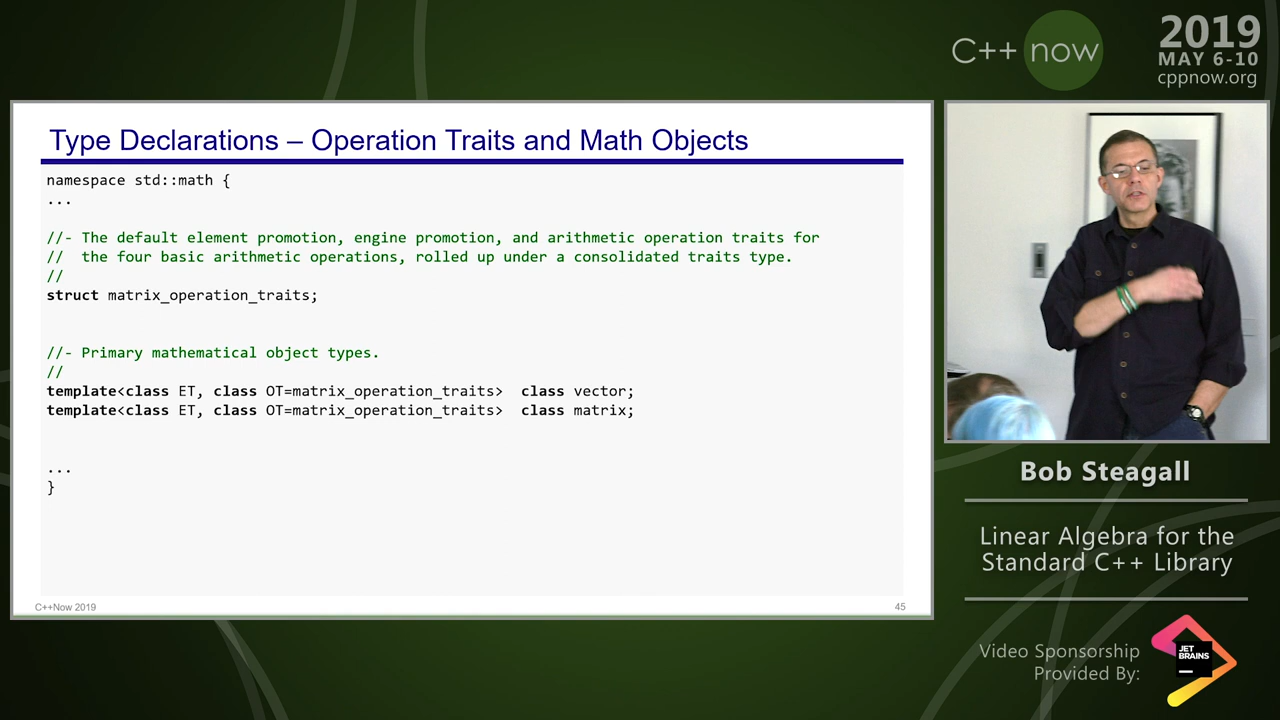 C++ now
2019
MAY 6-10
cppnow.org
Type Declarations – Operation Traits and Math Objects
namespace std::math {
...
//- The default element promotion, engine promotion, and arithmetic operation traits for
//  the four basic arithmetic operations, rolled up under a consolidated traits type.
//
struct matrix_operation_traits;
//- Primary mathematical object types.
//
template<class ET, class OT=matrix_operation_traits>  class vector;
template<class ET, class OT=matrix_operation_traits>  class matrix;
...
}
C++Now 2019
45
Bob Steagall
Linear Algebra for the
Standard C++ Library
Video Sponsorship
Provided By:
JET
BRAINS